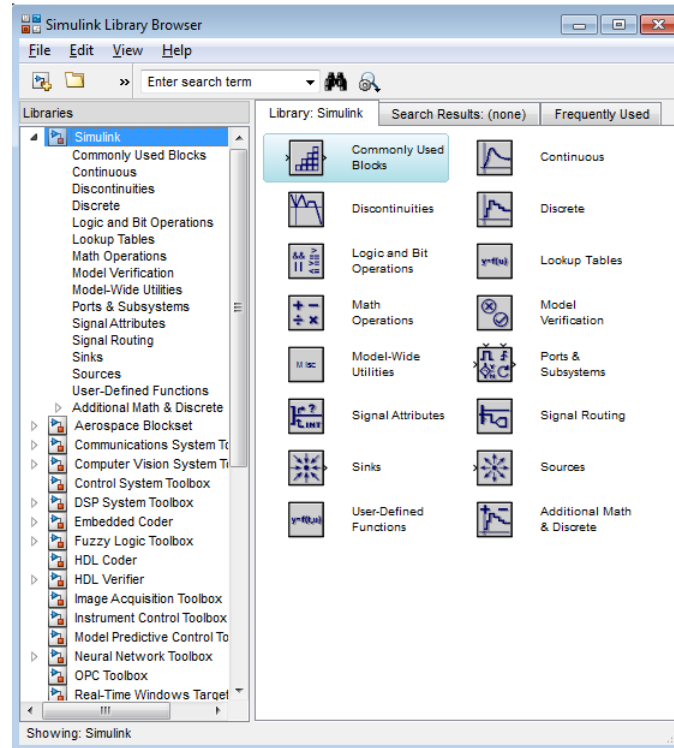 Simulink Library Browser
File Edit View Help
» Enter search term
Libraries
Library: Simulink Search Results: (none) Frequently Used
Simulink
Commonly Used Blocks
Continuous
Discontinuities
Discrete
Logic and Bit Operations
Lookup Tables
Math Operations
Model Verification
Model-Wide Utilities
Ports & Subsystems
Signal Attributes
Signal Routing
Sinks
Sources
User-Defined Functions
Additional Math & Discrete
Aerospace Blockset
Communications System To
Computer Vision System To
Control System Toolbox
DSP System Toolbox
Embedded Coder
Fuzzy Logic Toolbox
HDL Coder
HDL Verifier
Image Acquisition Toolbox
Instrument Control Toolbox
Model Predictive Control To
Neural Network Toolbox
OPC Toolbox
Real-Time Windows Target
Commonly Used
Blocks
Continuous
Discontinuities
Discrete
Logic and Bit
Operations
y=f(u)
Lookup Tables
Math
Operations
Model
Verification
Misc
Model-Wide
Utilities
Ports &
Subsystems
INT
Signal Attributes
Signal Routing
Sinks
Sources
y=f(t,u)
User-Defined
Functions
Additional Math
& Discrete
Showing: Simulink